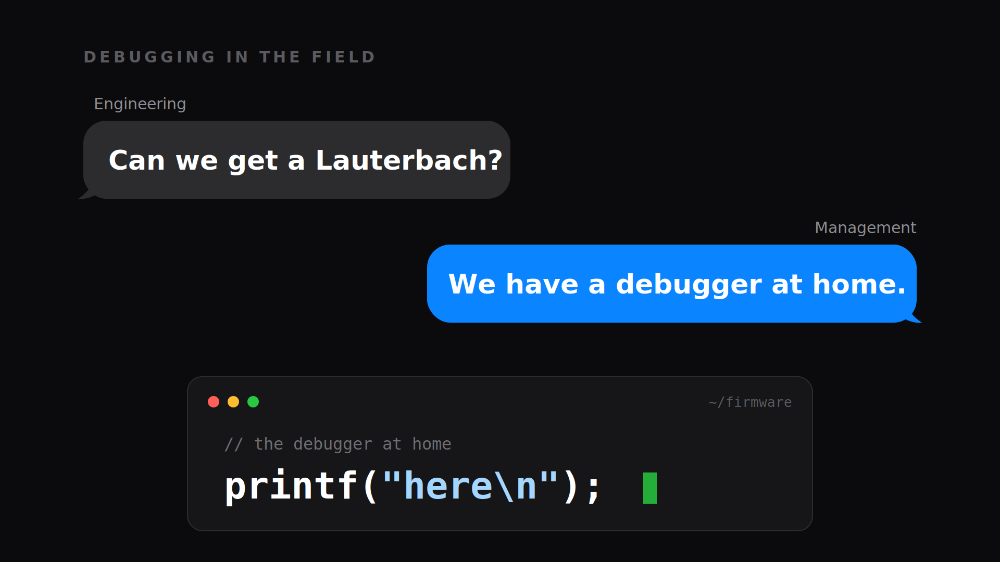 DEBUGGING IN THE FIELD
Engineering
Can we get a Lauterbach?
Management
We have a debugger at home.
~/firmware
// the debugger at home
printf("here\n");